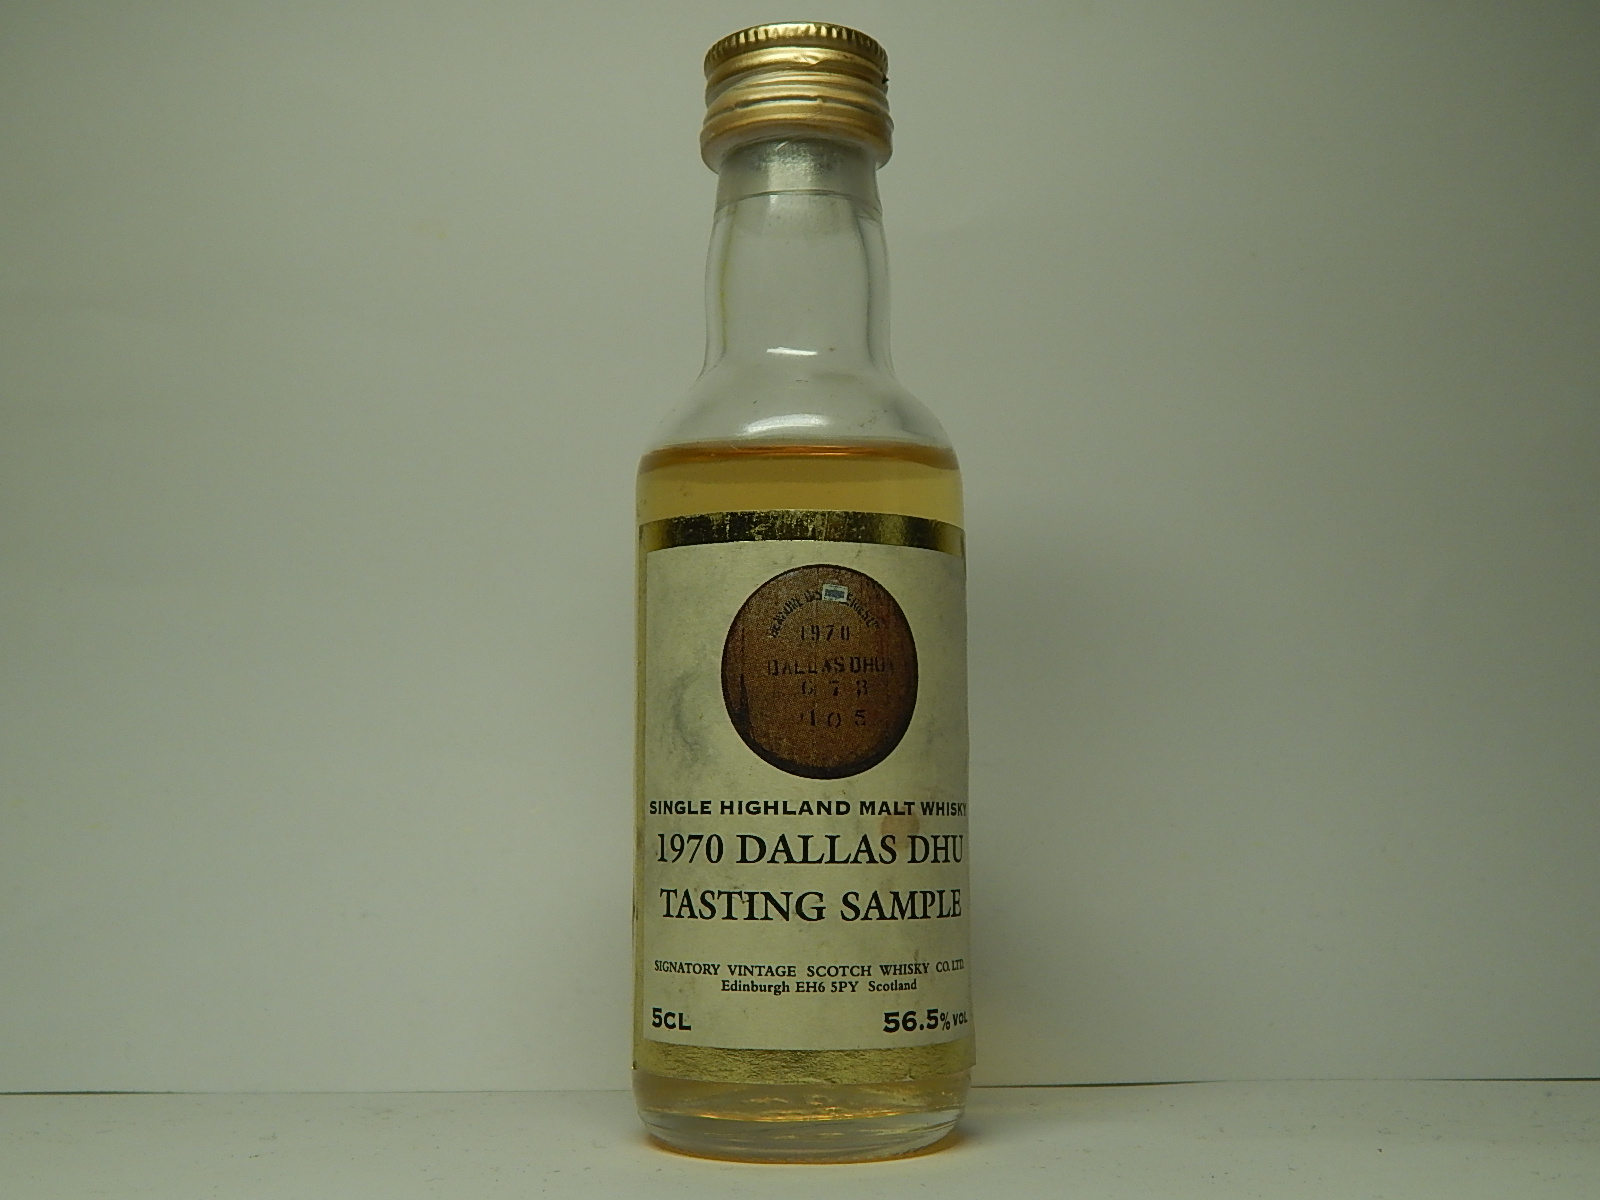 1970
DALLAS DHU
678
105
SINGLE HIGHLAND MALT WHISKY
1970 DALLAS DHU
TASTING SAMPLE
SIGNATORY VINTAGE SCOTCH WHISKY CO. LTD.
Edinburgh EH6 5PY Scotland
5CL 56.5% VOL